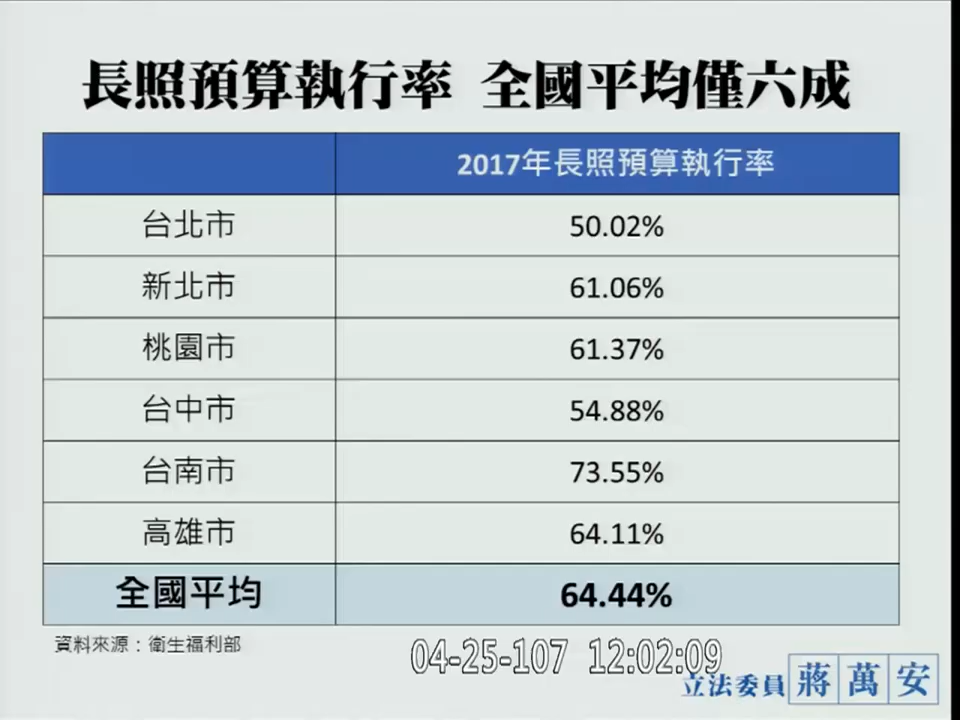 長照預算執行率 全國平均僅六成
2017年長照預算執行率
台北市 50.02%
新北市 61.06%
桃園市 61.37%
台中市 54.88%
台南市 73.55%
高雄市 64.11%
全國平均 64.44%
資料來源：衛生福利部
04-25-107 12:02:09
立法委員 蔣萬安